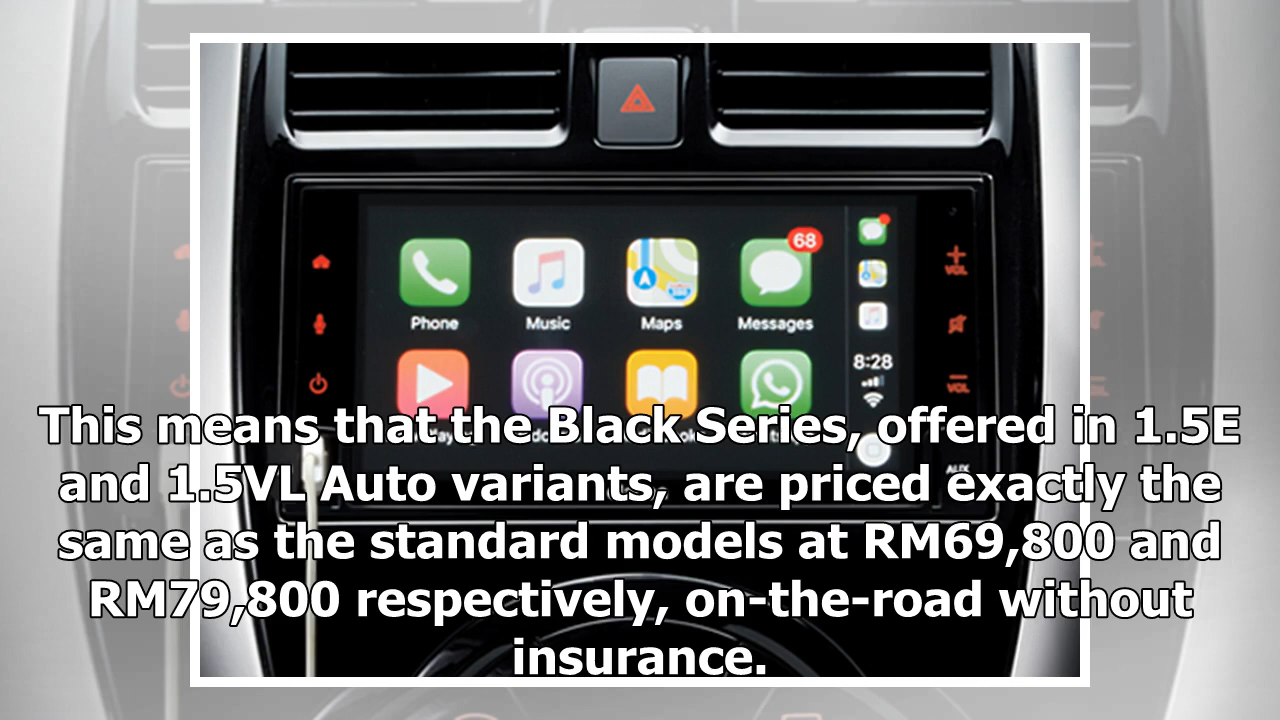 68
Phone
Music
Maps
Messages
8:28
VOL
VOL
AUX
This means that the Black Series, offered in 1.5E
and 1.5VL Auto variants, are priced exactly the
same as the standard models at RM69,800 and
RM79,800 respectively, on-the-road without
insurance.